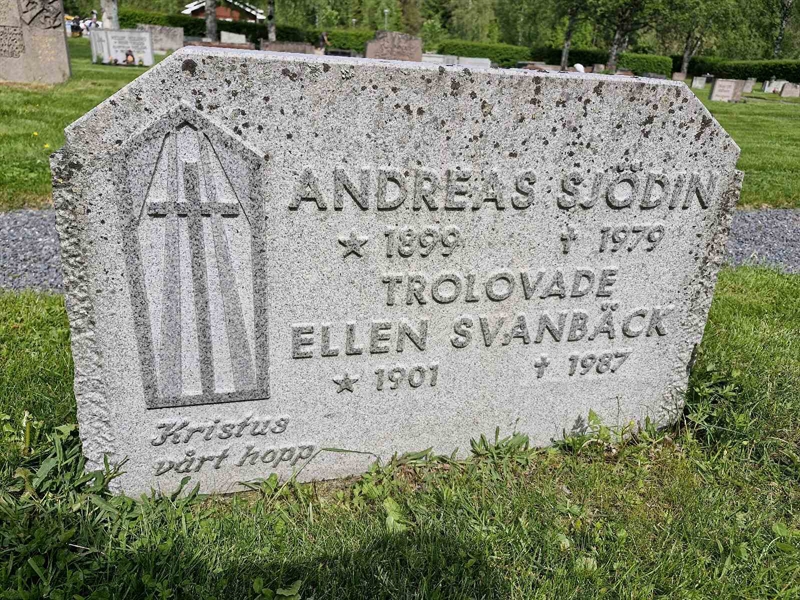 ANDREAS SJÖDIN
★ 1899 † 1979
TROLOVADE
ELLEN SVANBÄCK
★ 1901 † 1987
Kristus
vårt hopp